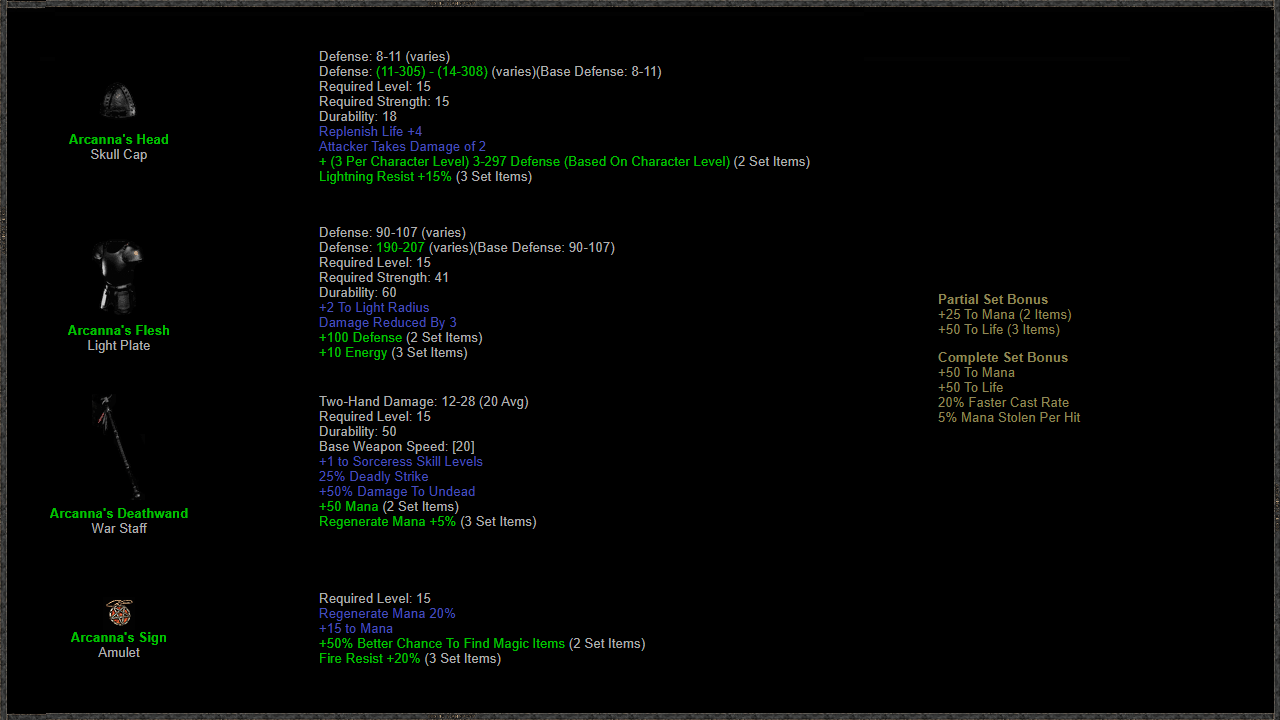 Defense: 8-11 (varies)
Defense: (11-305) - (14-308) (varies)(Base Defense: 8-11)
Required Level: 15
Required Strength: 15
Durability: 18
Replenish Life +4
Attacker Takes Damage of 2
+ (3 Per Character Level) 3-297 Defense (Based On Character Level) (2 Set Items)
Lightning Resist +15% (3 Set Items)
Arcanna's Head
Skull Cap
Defense: 90-107 (varies)
Defense: 190-207 (varies)(Base Defense: 90-107)
Required Level: 15
Required Strength: 41
Durability: 60
+2 To Light Radius
Damage Reduced By 3
+100 Defense (2 Set Items)
+10 Energy (3 Set Items)
Arcanna's Flesh
Light Plate
Two-Hand Damage: 12-28 (20 Avg)
Required Level: 15
Durability: 50
Base Weapon Speed: [20]
+1 to Sorceress Skill Levels
25% Deadly Strike
+50% Damage To Undead
+50 Mana (2 Set Items)
Regenerate Mana +5% (3 Set Items)
Arcanna's Deathwand
War Staff
Required Level: 15
Regenerate Mana 20%
+15 to Mana
+50% Better Chance To Find Magic Items (2 Set Items)
Fire Resist +20% (3 Set Items)
Arcanna's Sign
Amulet
Partial Set Bonus
+25 To Mana (2 Items)
+50 To Life (3 Items)
Complete Set Bonus
+50 To Mana
+50 To Life
20% Faster Cast Rate
5% Mana Stolen Per Hit